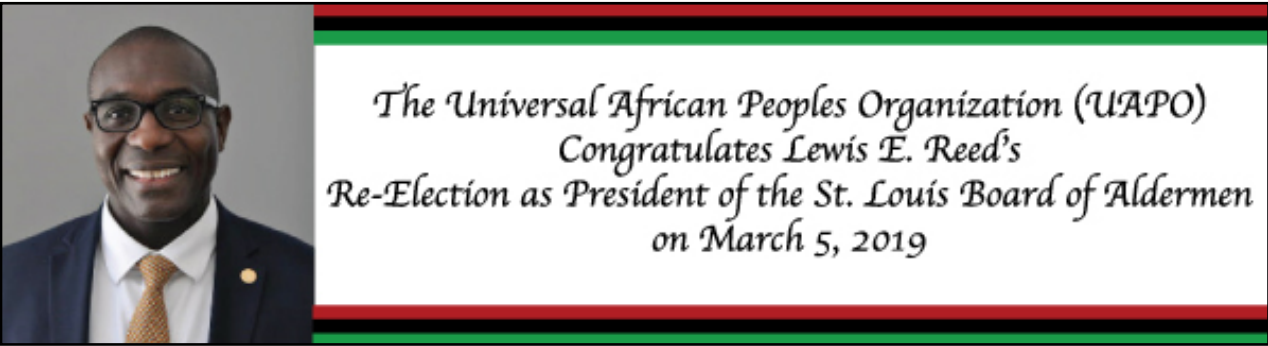 The Universal African Peoples Organization (UAPO)
Congratulates Lewis E. Reed's
Re-Election as President of the St. Louis Board of Aldermen
on March 5, 2019